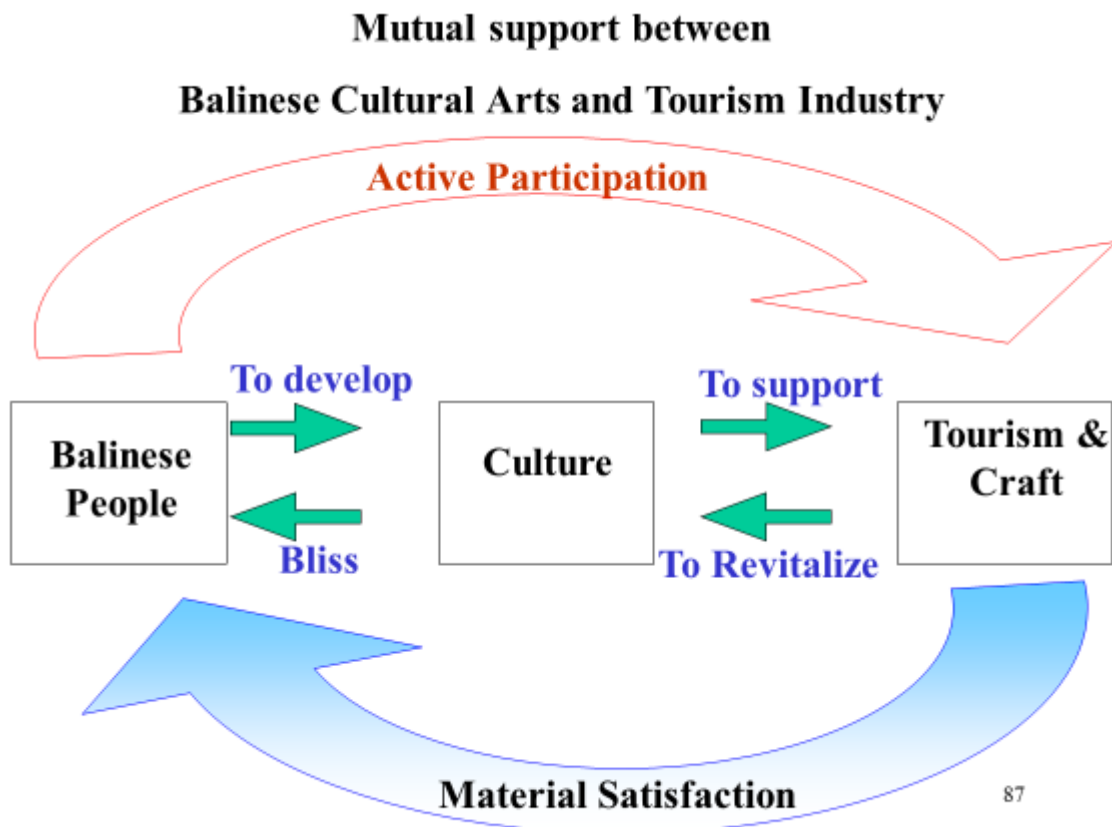 Mutual support between
Balinese Cultural Arts and Tourism Industry
Active Participation
To develop
To support
Balinese
People
Culture
Tourism &
Craft
Bliss
To Revitalize
Material Satisfaction
87